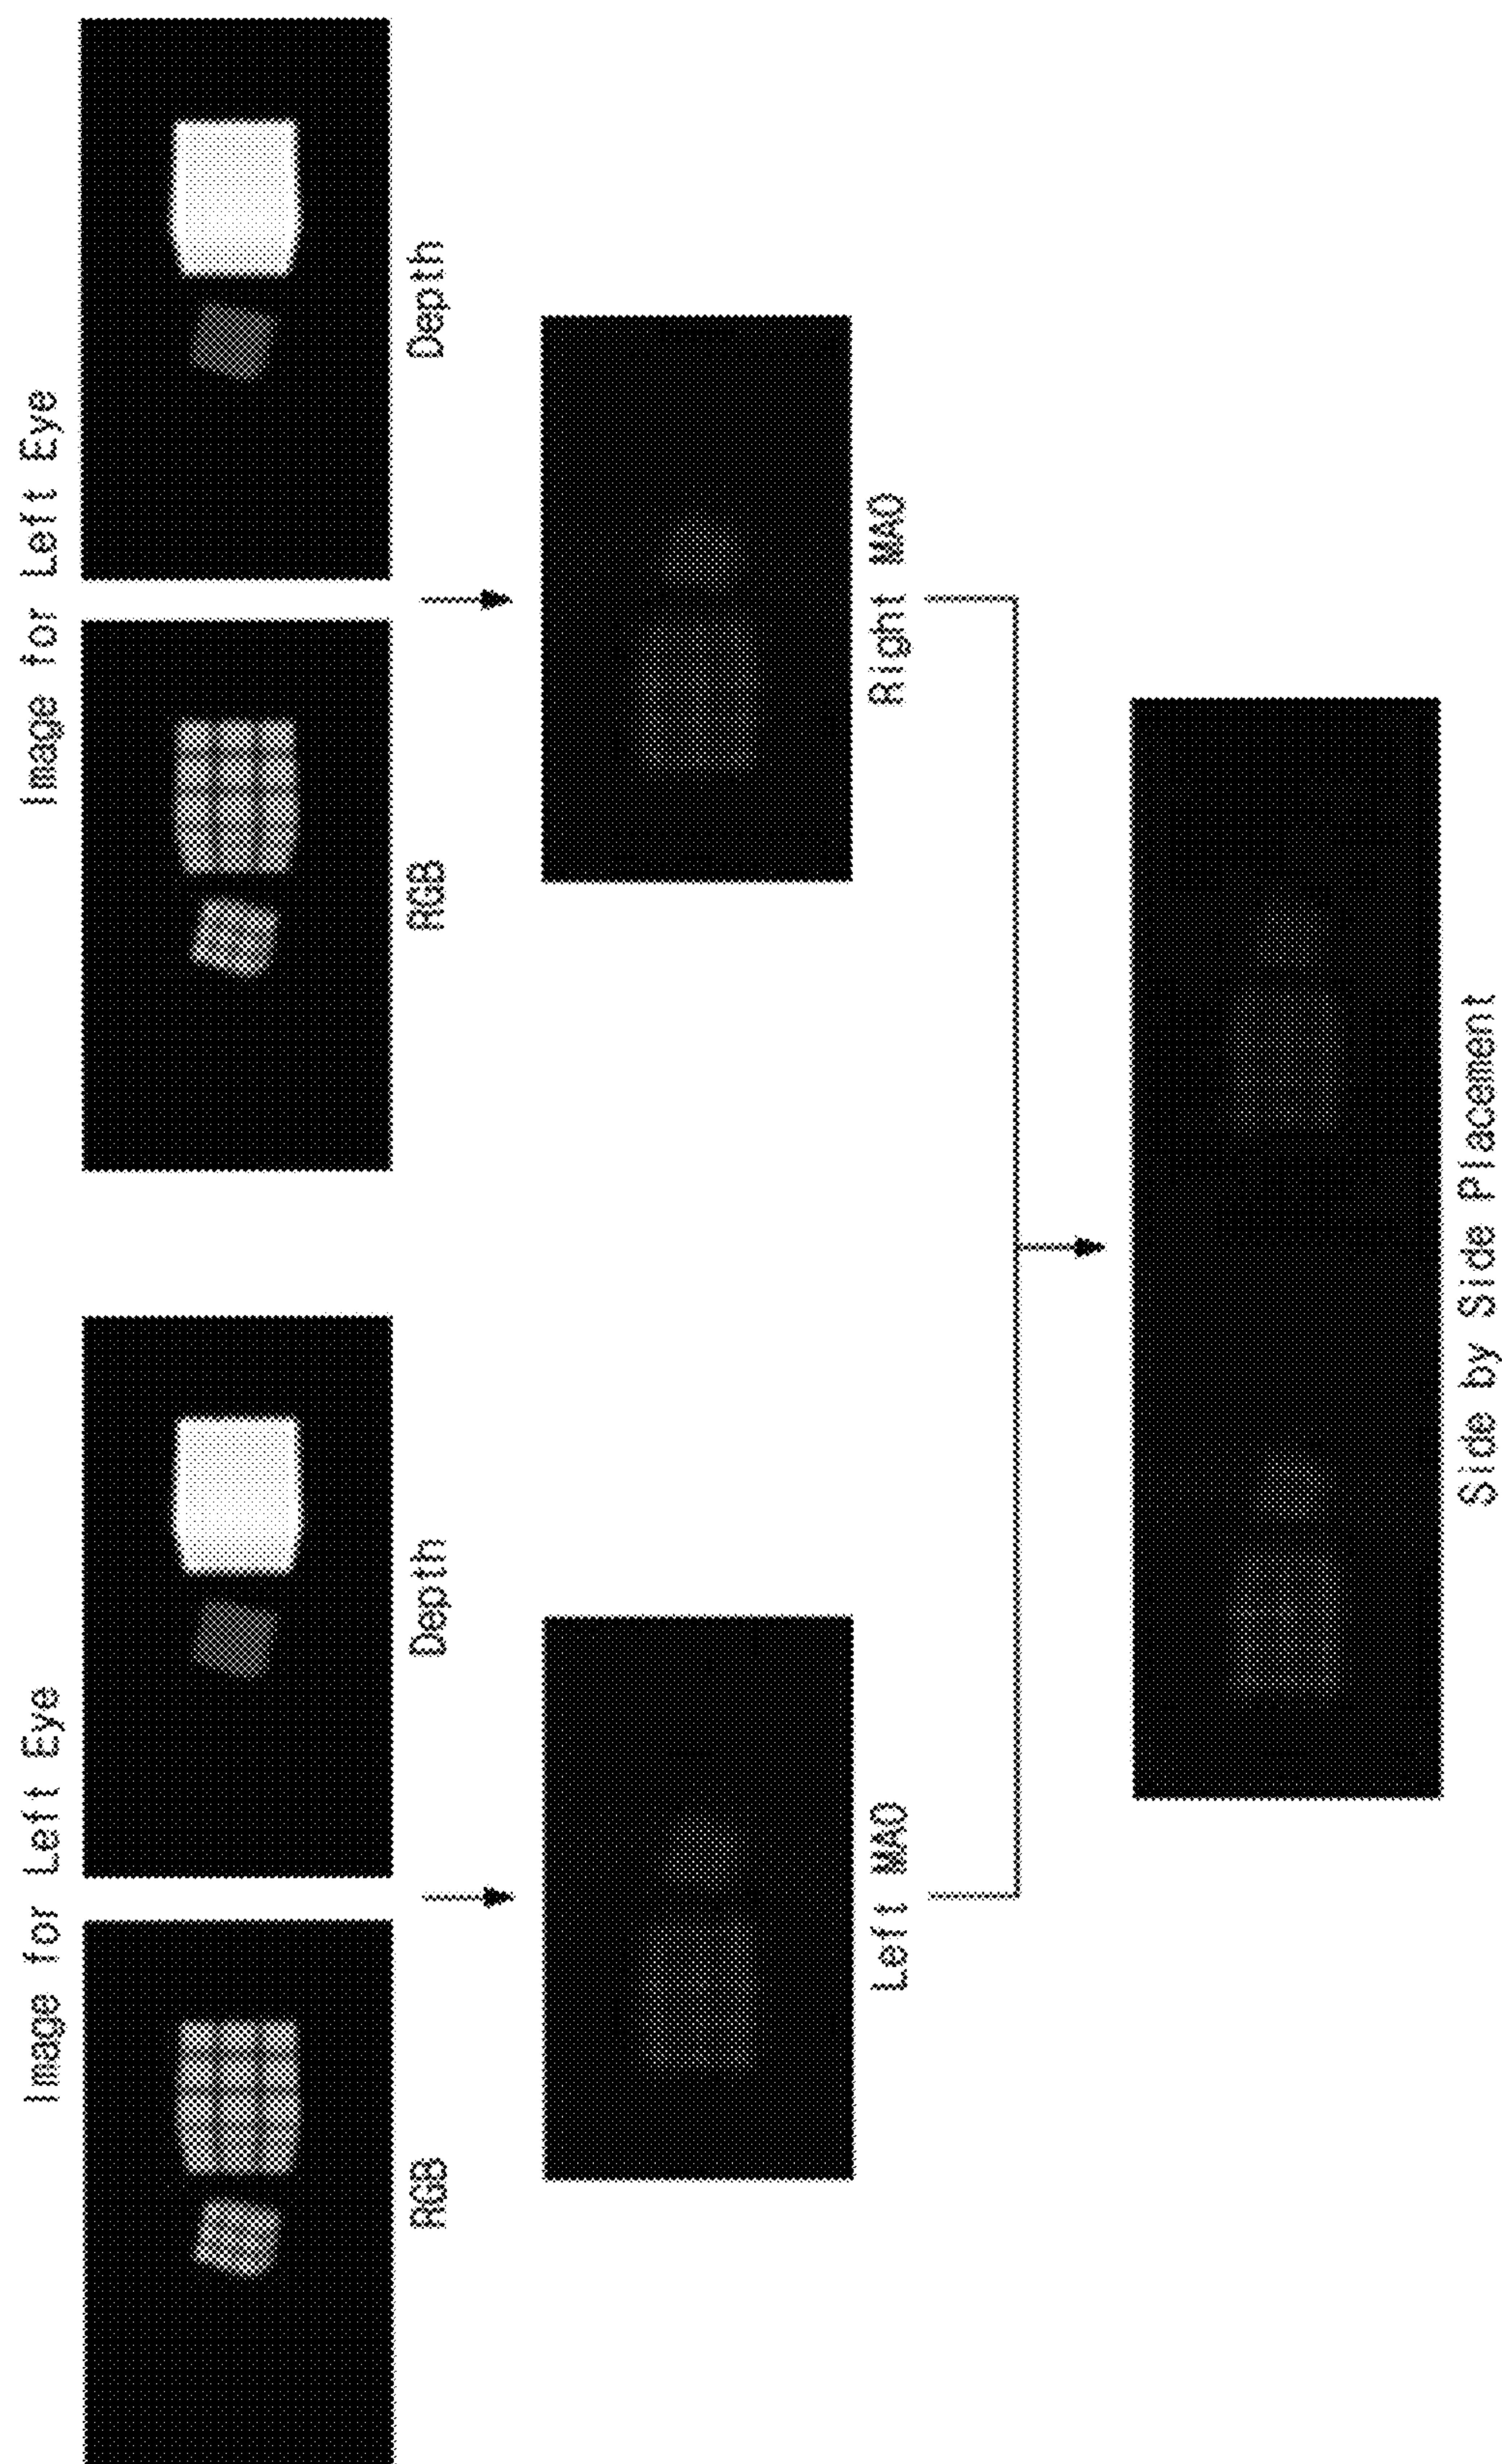 Image for Left Eye
Image for Left Eye
RGB
Depth
RGB
Depth
Left MAO
Right MAO
Side by Side Placement